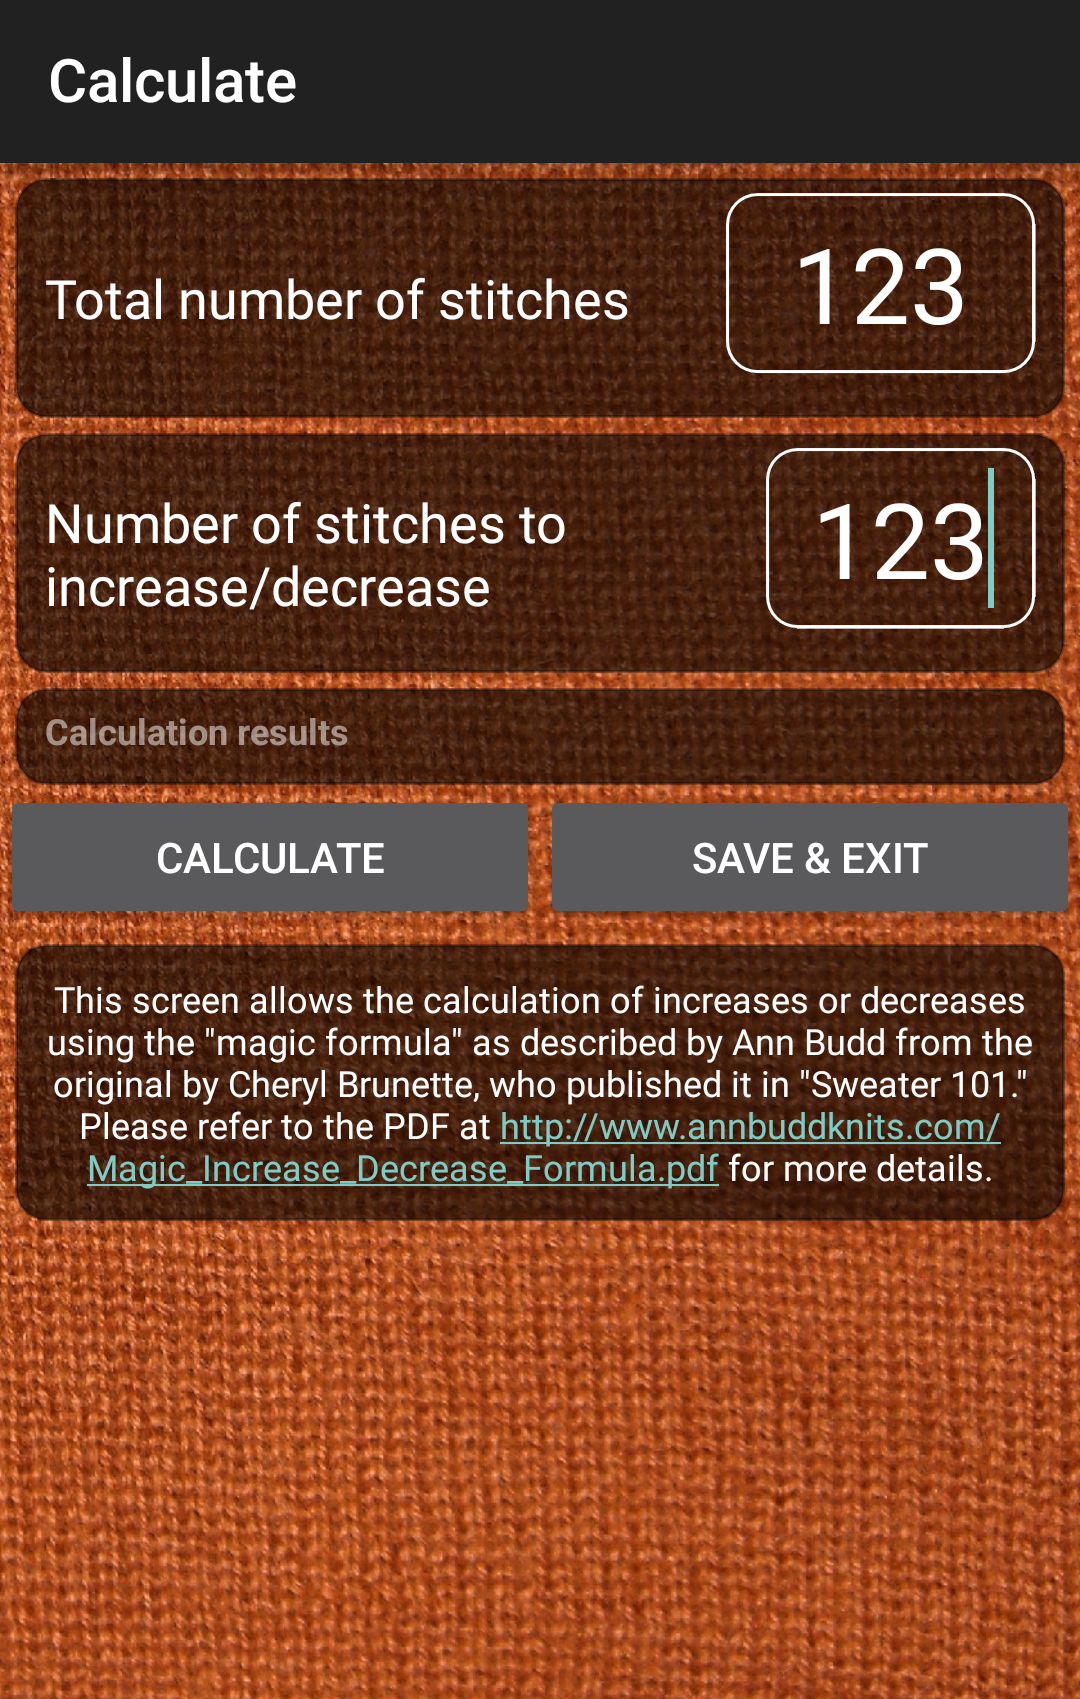 Calculate
Total number of stitches
123
Number of stitches to
increase/decrease
123
Calculation results
CALCULATE
SAVE & EXIT
This screen allows the calculation of increases or decreases
using the "magic formula" as described by Ann Budd from the
original by Cheryl Brunette, who published it in "Sweater 101."
Please refer to the PDF at http://www.annbuddknits.com/
Magic_Increase_Decrease_Formula.pdf for more details.